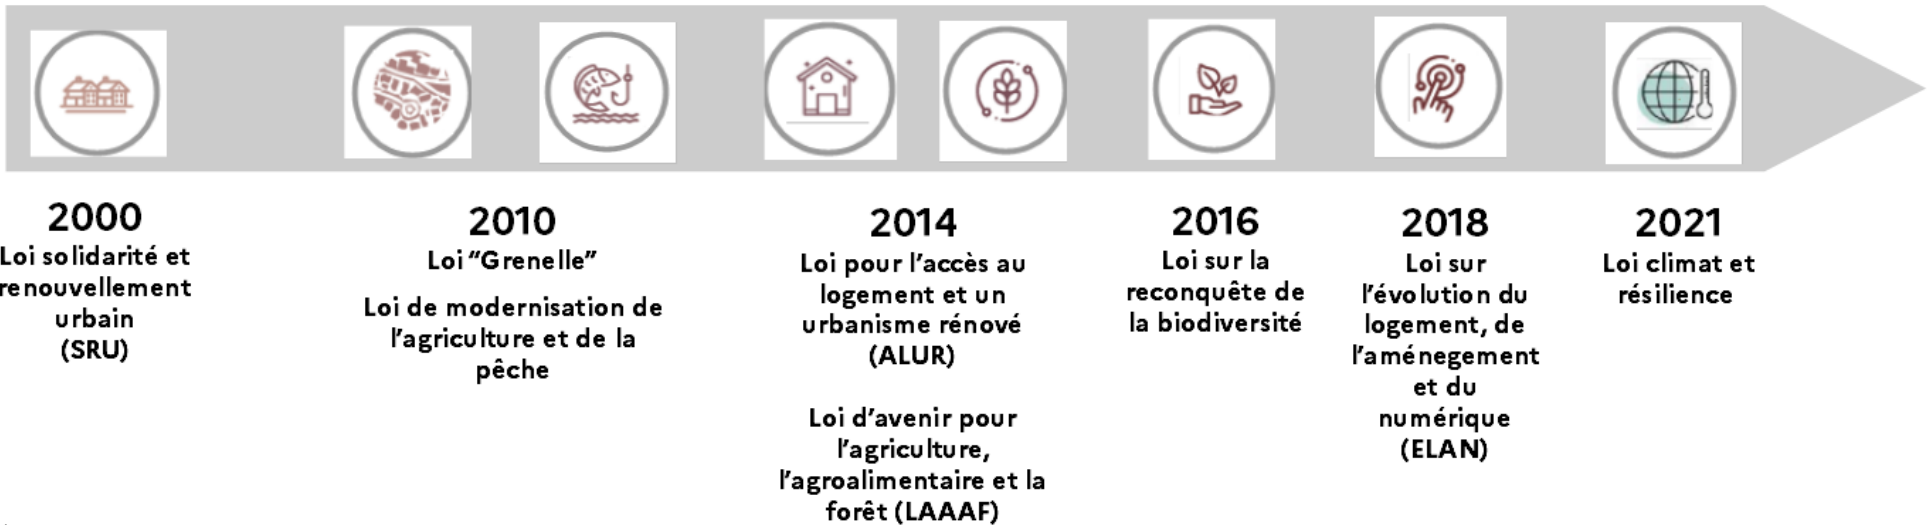 2000
Loi solidarité et
renouvellement
urbain
(SRU)
2010
Loi "Grenelle"
Loi de modernisation de
l'agriculture et de la
pêche
2014
Loi pour l'accès au
logement et un
urbanisme rénové
(ALUR)
Loi d'avenir pour
l'agriculture,
l'agroalimentaire et la
forêt (LAAAF)
2016
Loi sur la
reconquête de
la biodiversité
2018
Loi sur
l'évolution du
logement, de
l'aménegement
et du
numérique
(ELAN)
2021
Loi climat et
résilience